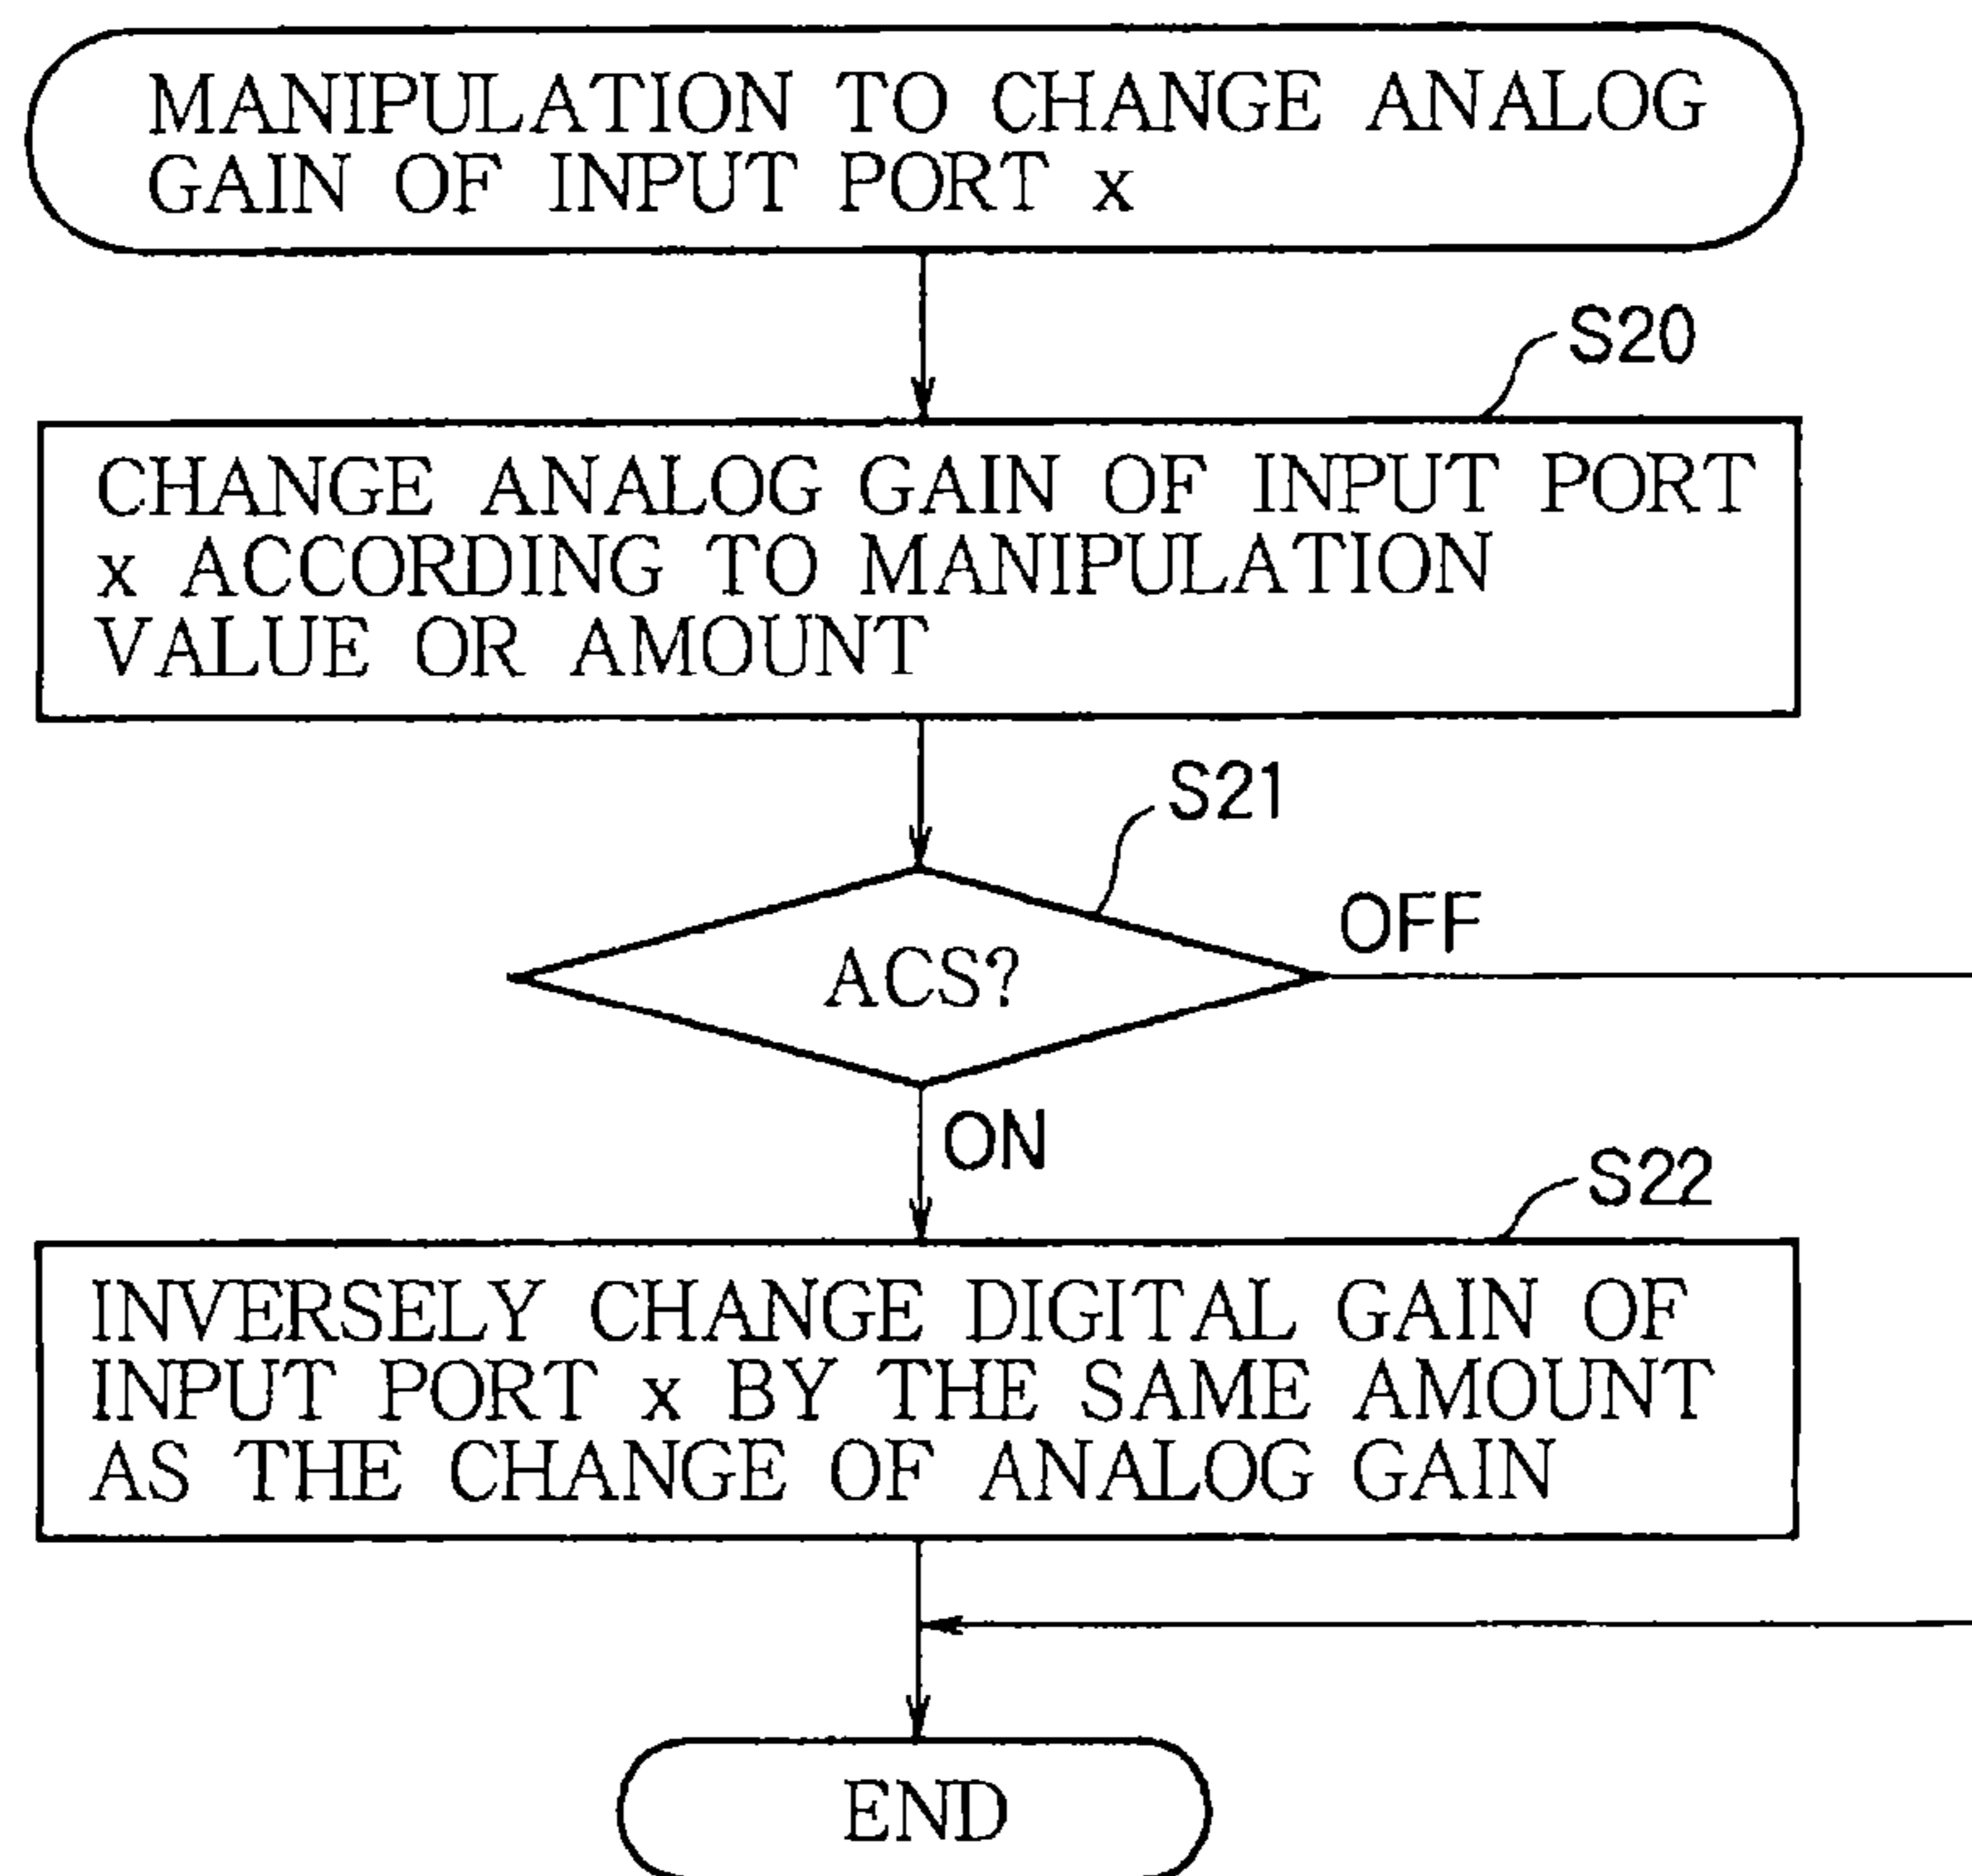 MANIPULATION TO CHANGE ANALOG
GAIN OF INPUT PORT x
S20
CHANGE ANALOG GAIN OF INPUT PORT
x ACCORDING TO MANIPULATION
VALUE OR AMOUNT
S21
OFF
ACS?
ON
S22
INVERSELY CHANGE DIGITAL GAIN OF
INPUT PORT x BY THE SAME AMOUNT
AS THE CHANGE OF ANALOG GAIN
END